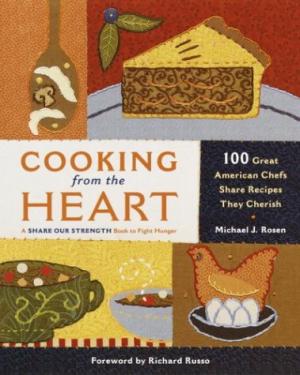 COOKING
from the
HEART
A SHARE OUR STRENGTH Book to Fight Hunger
100 Great
American Chefs
Share Recipes
They Cherish
Michael J. Rosen
Foreword by Richard Russo